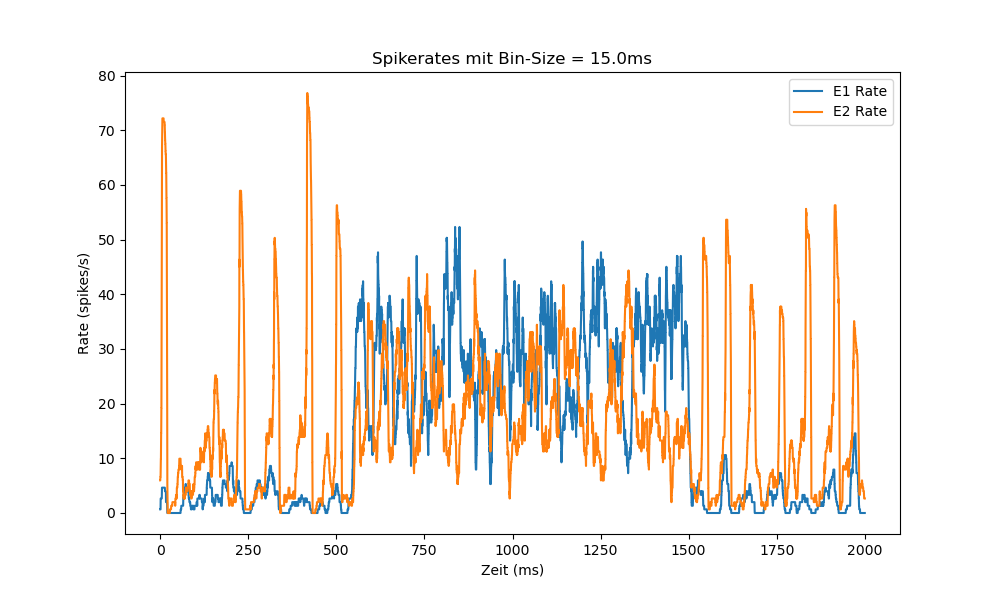 Spikerates mit Bin-Size = 15.0ms
E1 Rate
E2 Rate
80
70
60
50
40
30
20
10
0
Rate (spikes/s)
0 250 500 750 1000 1250 1500 1750 2000
Zeit (ms)